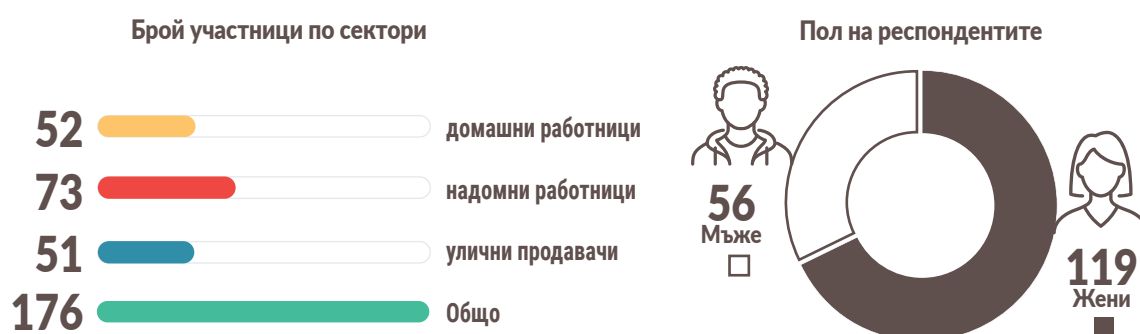 Брой участници по сектори
52
домашни работници
73
надомни работници
51
улични продавачи
176
Общо
Пол на респондентите
56
Мъже
119
Жени